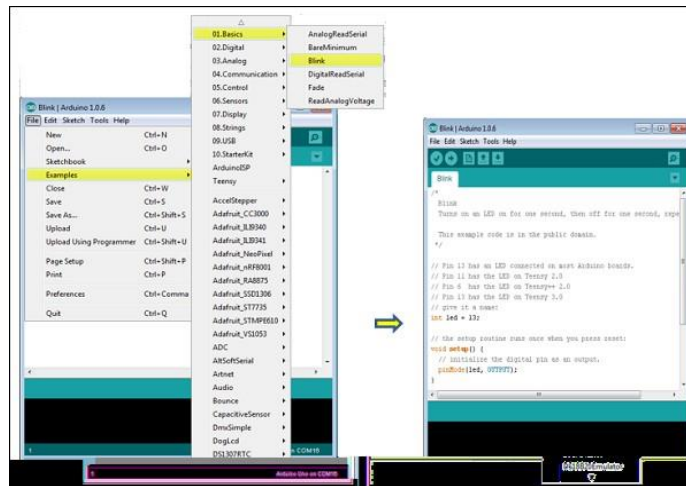 01.Basics
02.Digital
03.Analog
04.Communication
05.Control
06.Sensors
07.Display
08.Strings
09.USB
10.StarterKit
ArduinoISP
Teensy
AccelStepper
Adafruit_CC3000
Adafruit_ILI9340
Adafruit_ILI9341
Adafruit_NeoPixel
Adafruit_nRF8001
Adafruit_RA8875
Adafruit_SSD1306
Adafruit_ST7735
Adafruit_STMPE610
Adafruit_VS1053
ADC
AltSoftSerial
Artnet
Audio
Bounce
CapacitiveSensor
DmxSimple
DogLcd
DS1307RTC
AnalogReadSerial
BareMinimum
Blink
DigitalReadSerial
Fade
ReadAnalogVoltage
Blink | Arduino 1.0.6
File Edit Sketch Tools Help
New Ctrl+N
Open... Ctrl+O
Sketchbook
Examples
Close Ctrl+W
Save Ctrl+S
Save As... Ctrl+Shift+S
Upload Ctrl+U
Upload Using Programmer Ctrl+Shift+U
Page Setup Ctrl+Shift+P
Print Ctrl+P
Preferences Ctrl+Comma
Quit Ctrl+Q
1
on COM15
1
Arduino Uno on COM15
Blink | Arduino 1.0.6
File Edit Sketch Tools Help
Blink
/*
Blink
Turns on an LED on for one second, then off for one second, repe
This example code is in the public domain.
*/
// Pin 13 has an LED connected on most Arduino boards.
// Pin 11 has the LED on Teensy 2.0
// Pin 6 has the LED on Teensy++ 2.0
// Pin 13 has the LED on Teensy 3.0
// give it a name:
int led = 13;
// the setup routine runs once when you press reset:
void setup() {
// initialize the digital pin as an output.
pinMode(led, OUTPUT);
}